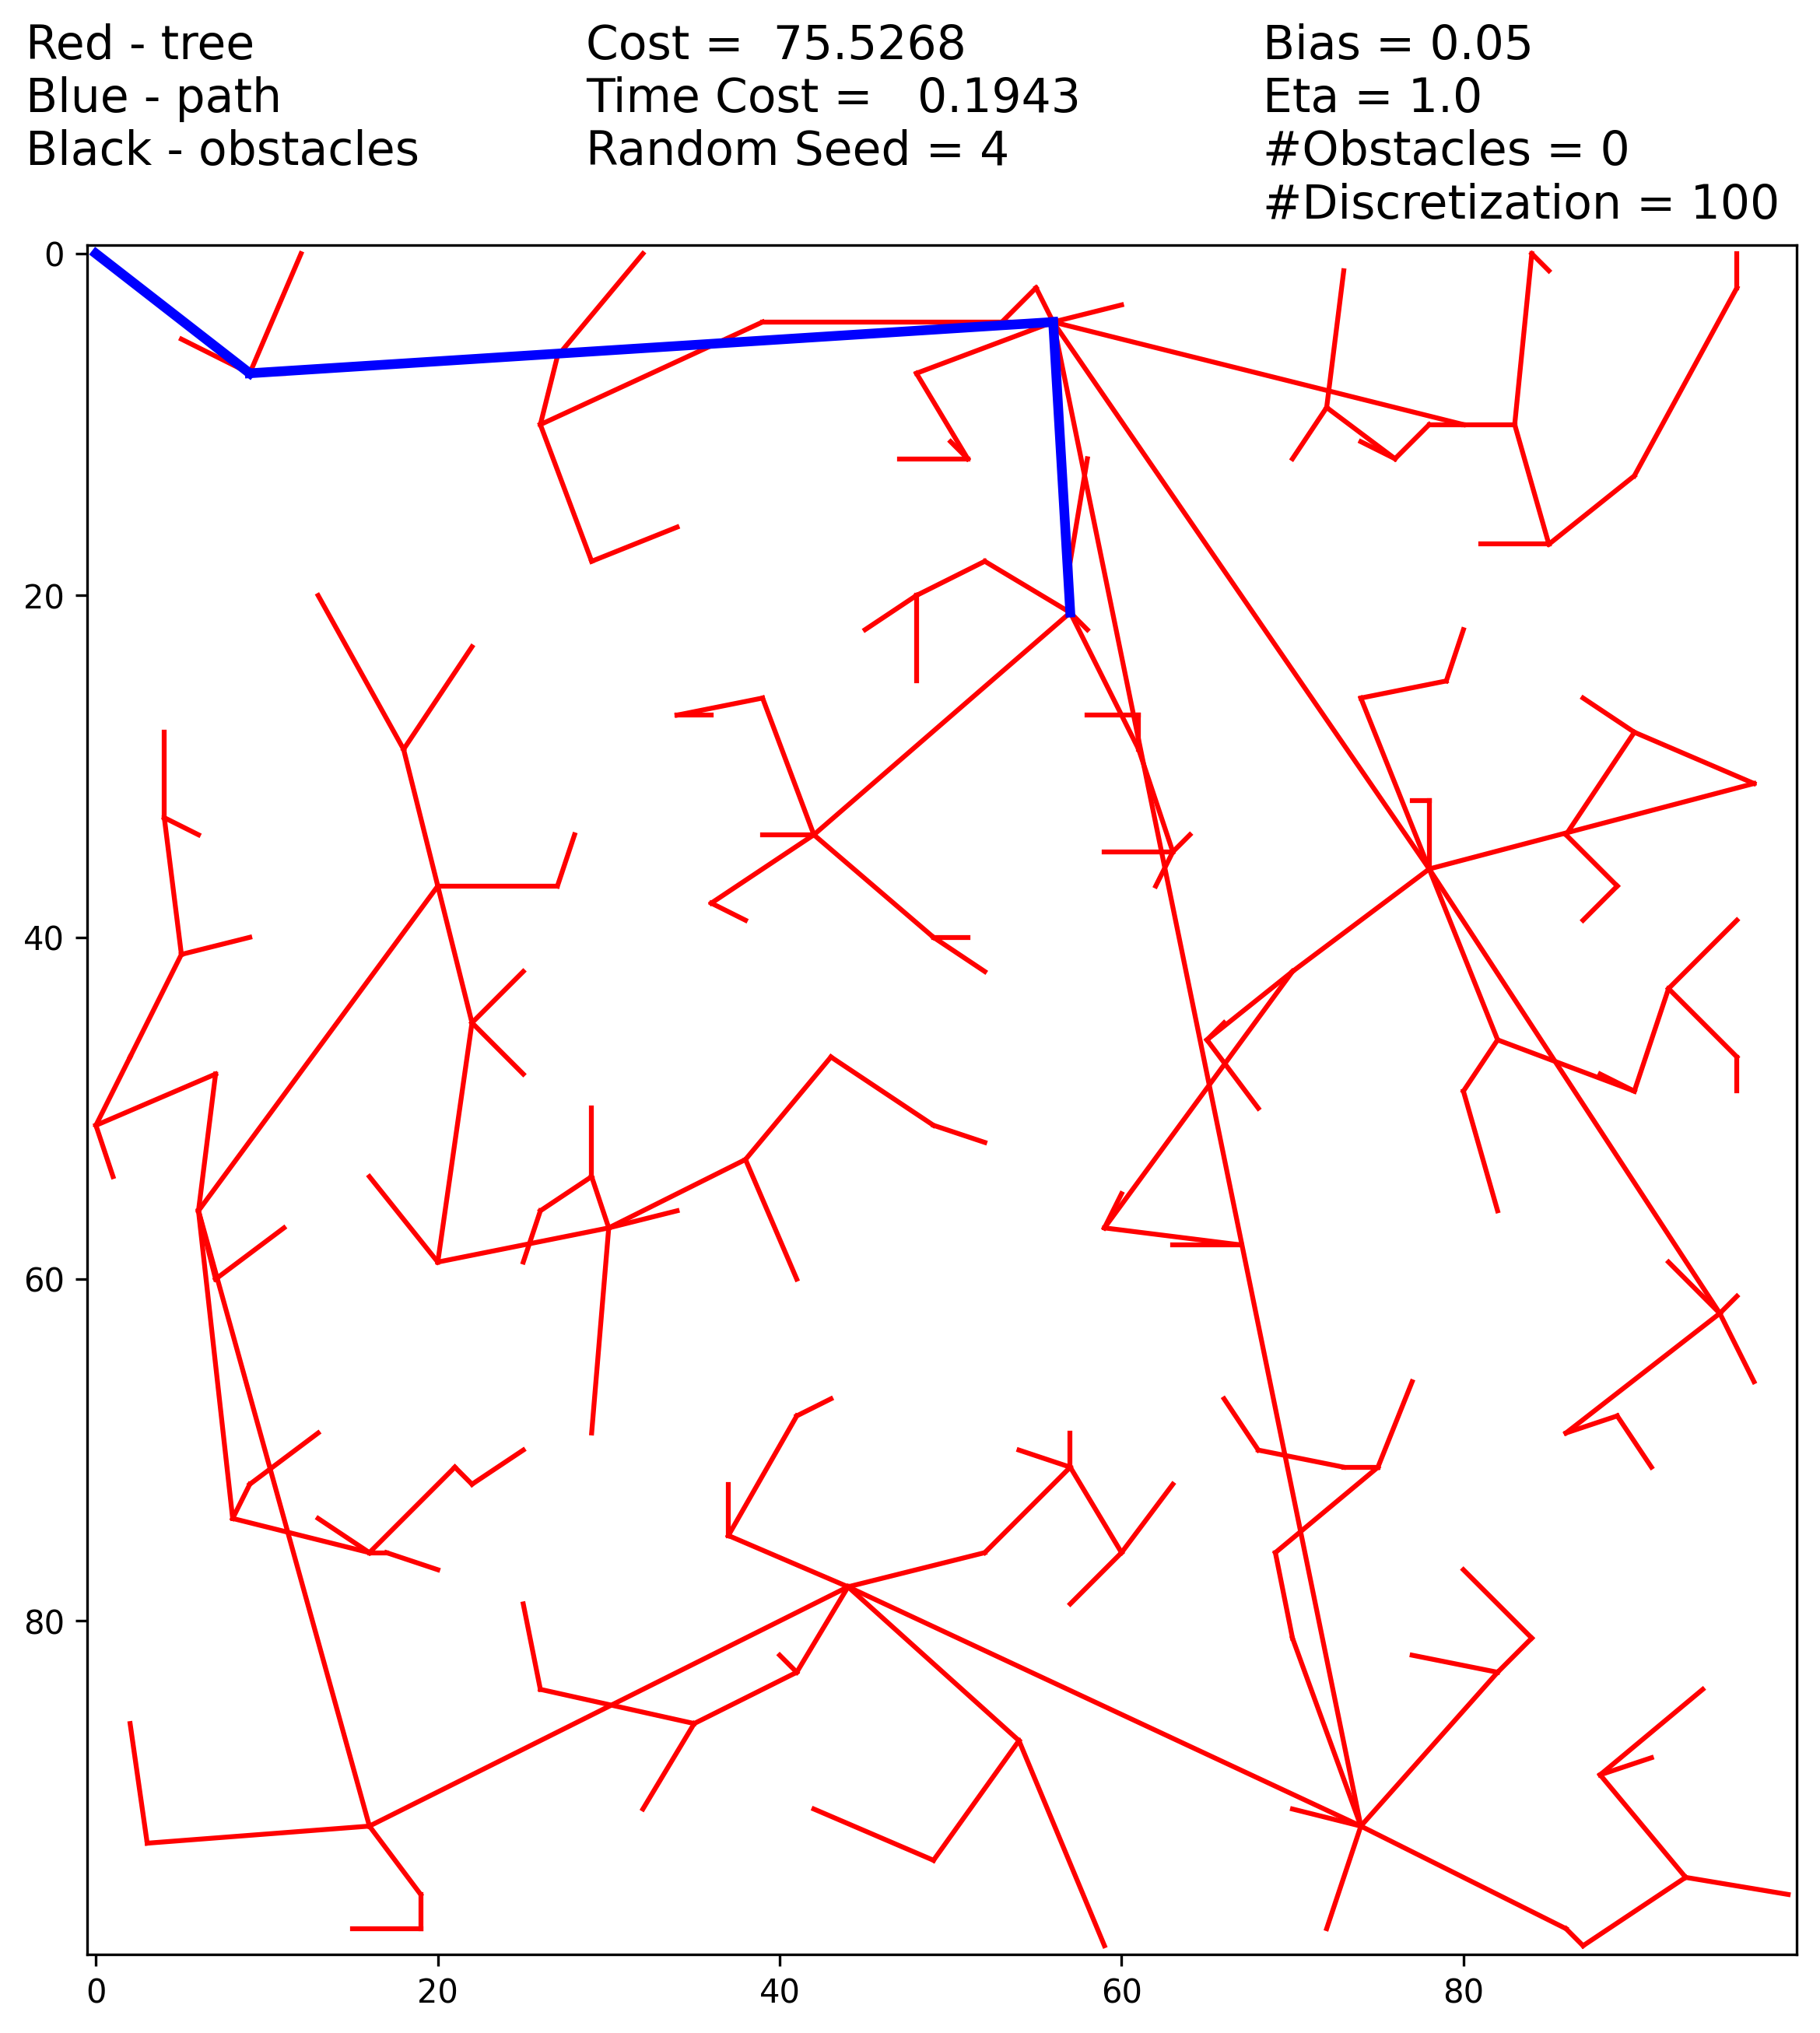 Red - tree
Blue - path
Black - obstacles
Cost =  75.5268
Time Cost =   0.1943
Random Seed = 4
Bias = 0.05
Eta = 1.0
#Obstacles = 0
#Discretization = 100
0
20
40
60
80
0
20
40
60
80